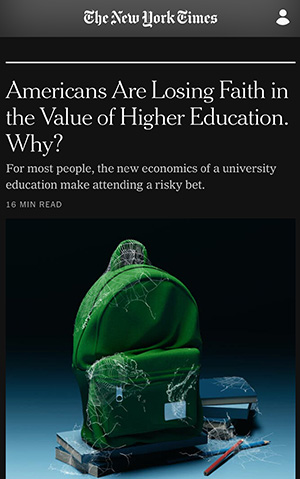 The New York Times
Americans Are Losing Faith in
the Value of Higher Education.
Why?
For most people, the new economics of a university
education make attending a risky bet.
16 MIN READ